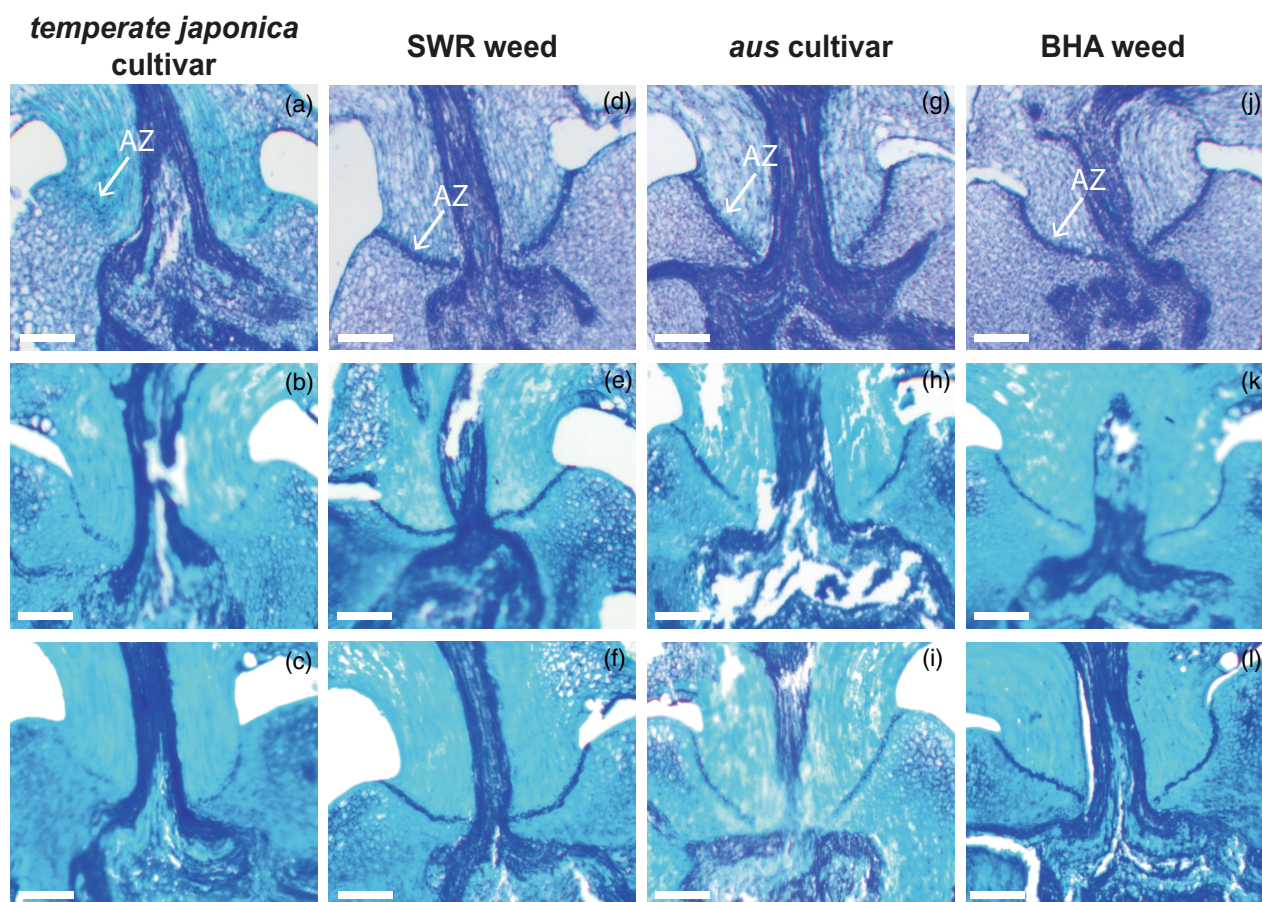 temperate japonica
cultivar
SWR weed
aus cultivar
BHA weed
(a)
AZ
(d)
AZ
(g)
AZ
(j)
AZ
(b)
(e)
(h)
(k)
(c)
(f)
(i)
(l)